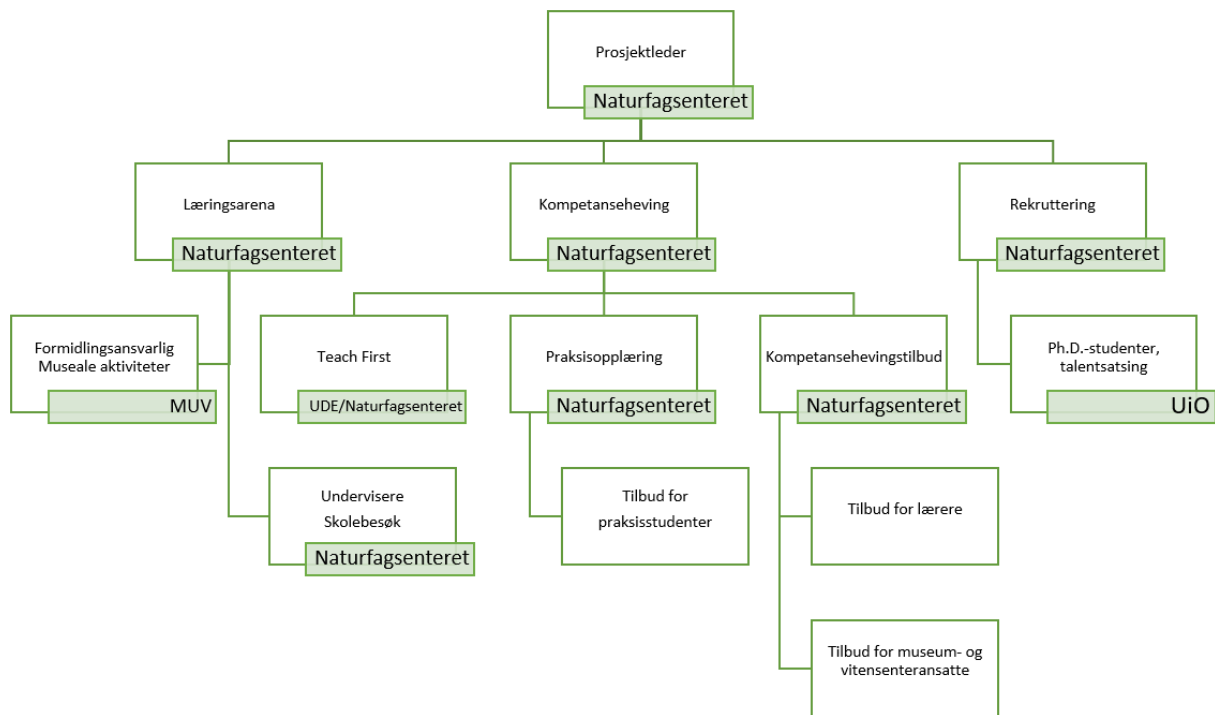 Prosjektleder
Naturfagsenteret
Læringsarena
Naturfagsenteret
Kompetanseheving
Naturfagsenteret
Rekruttering
Naturfagsenteret
Formidlingsansvarlig
Museale aktiviteter
MUV
Teach First
UDE/Naturfagsenteret
Praksisopplæring
Naturfagsenteret
Kompetansehevingstilbud
Naturfagsenteret
Ph.D.-studenter,
talentsatsing
UiO
Undervisere
Skolebesøk
Naturfagsenteret
Tilbud for
praksisstudenter
Tilbud for lærere
Tilbud for museum- og
vitensenteransatte